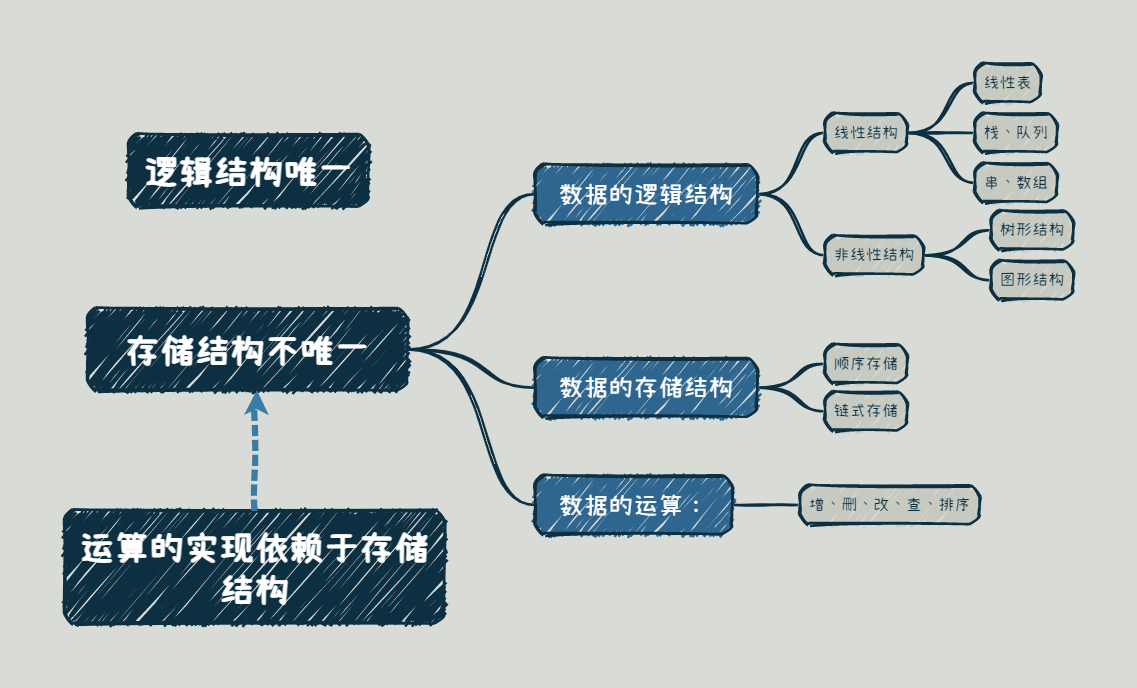 逻辑结构唯一
存储结构不唯一
运算的实现依赖于存储
结构
数据的逻辑结构
线性结构
线性表
栈、队列
串、数组
非线性结构
树形结构
图形结构
数据的存储结构
顺序存储
链式存储
数据的运算：
增、删、改、查、排序